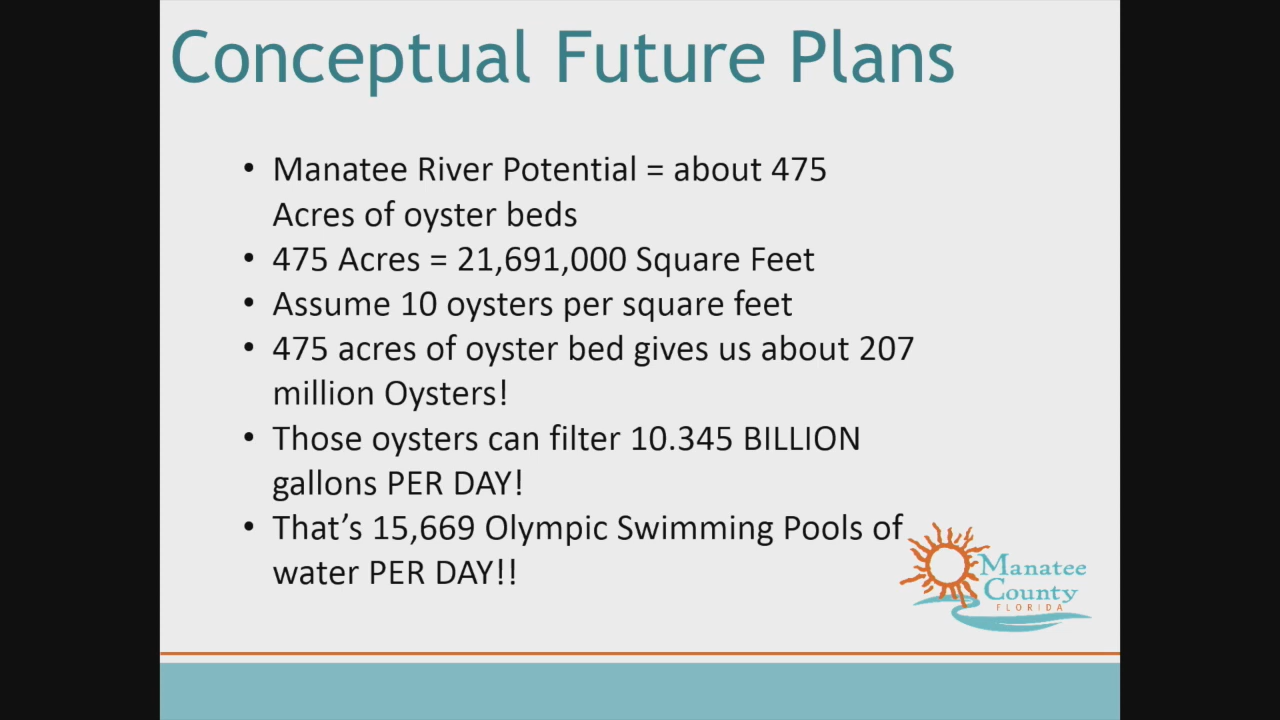 Conceptual Future Plans
• Manatee River Potential = about 475
Acres of oyster beds
• 475 Acres = 21,691,000 Square Feet
• Assume 10 oysters per square feet
• 475 acres of oyster bed gives us about 207
million Oysters!
• Those oysters can filter 10.345 BILLION
gallons PER DAY!
• That’s 15,669 Olympic Swimming Pools of
water PER DAY!!
Manatee
County
FLORIDA